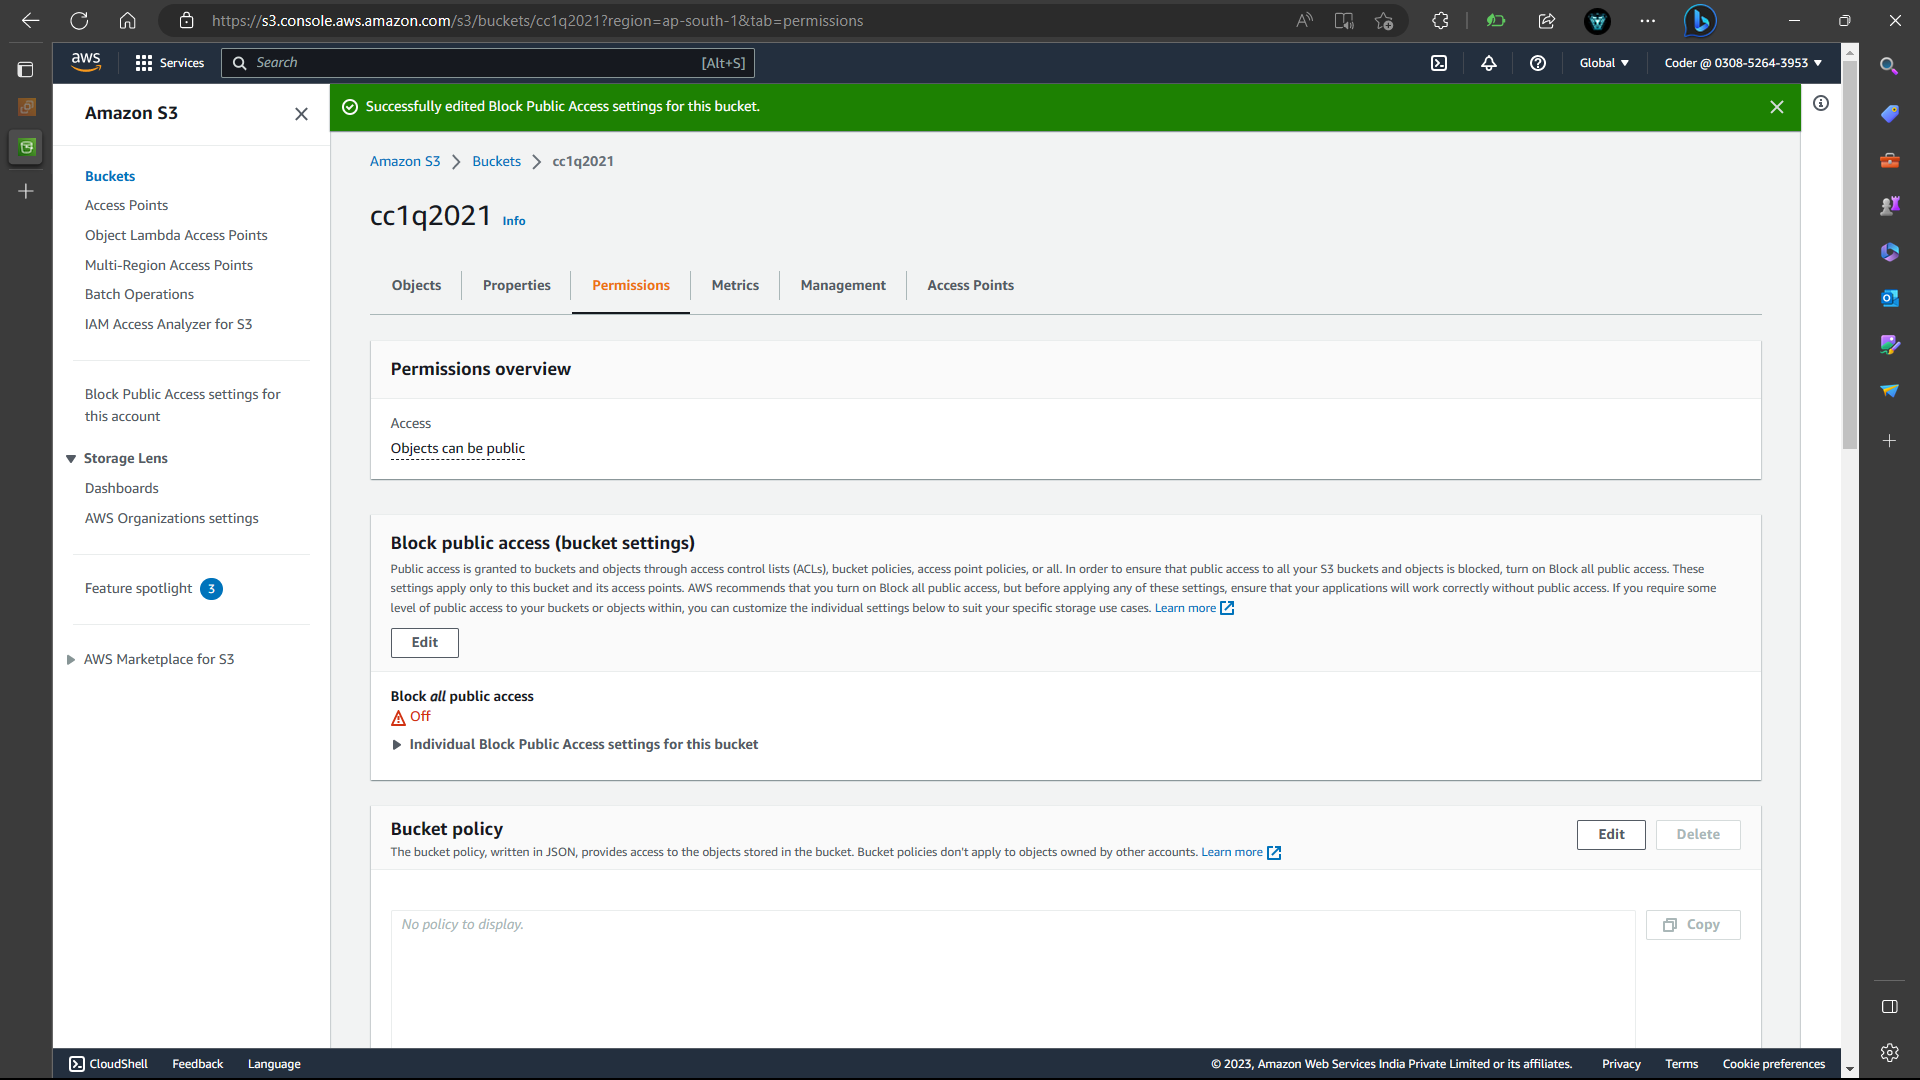 https://s3.console.aws.amazon.com/s3/buckets/cc1q2021?region=ap-south-1&tab=permissions
aws
Services
Search
[Alt+S]
Global
Coder @ 0308-5264-3953
Amazon S3
Buckets
Access Points
Object Lambda Access Points
Multi-Region Access Points
Batch Operations
IAM Access Analyzer for S3
Block Public Access settings for
this account
Storage Lens
Dashboards
AWS Organizations settings
Feature spotlight 3
AWS Marketplace for S3
Successfully edited Block Public Access settings for this bucket.
Amazon S3 > Buckets > cc1q2021
cc1q2021 Info
Objects
Properties
Permissions
Metrics
Management
Access Points
Permissions overview
Access
Objects can be public
Block public access (bucket settings)
Public access is granted to buckets and objects through access control lists (ACLs), bucket policies, access point policies, or all. In order to ensure that public access to all your S3 buckets and objects is blocked, turn on Block all public access. These
settings apply only to this bucket and its access points. AWS recommends that you turn on Block all public access, but before applying any of these settings, ensure that your applications will work correctly without public access. If you require some
level of public access to your buckets or objects within, you can customize the individual settings below to suit your specific storage use cases. Learn more
Edit
Block all public access
Off
Individual Block Public Access settings for this bucket
Bucket policy
The bucket policy, written in JSON, provides access to the objects stored in the bucket. Bucket policies don't apply to objects owned by other accounts. Learn more
Edit
Delete
No policy to display.
Copy
CloudShell
Feedback
Language
© 2023, Amazon Web Services India Private Limited or its affiliates.
Privacy
Terms
Cookie preferences